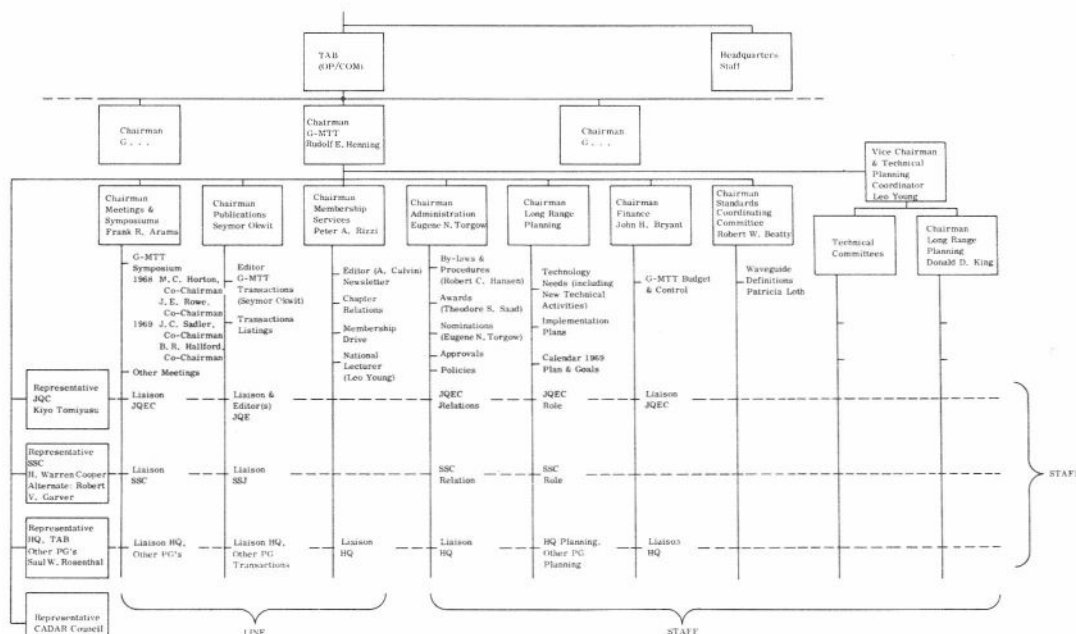 TAB
(OP/COM)
Headquarters
Staff
Chairman
G . . .
Chairman
G-MTT
Rudolf E. Henning
Chairman
G . . .
Vice Chairman
& Technical
Planning
Coordinator
Leo Young
Chairman
Meetings &
Symposiums
Frank R. Arams
Chairman
Publications
Seymor Okwit
Chairman
Membership
Services
Peter A. Rizzi
Chairman
Administration
Eugene N. Torgow
Chairman
Long Range
Planning
Chairman
Finance
John H. Bryant
Chairman
Standards
Coordinating
Committee
Robert W. Beatty
Technical
Committees
Chairman
Long Range
Planning
Donald D. King
G-MTT
Symposium
1968 M.C. Horton,
Co-Chairman
J.E. Rowe,
Co-Chairman
1969 J.C. Sadler,
Co-Chairman
B.R. Hallford,
Co-Chairman
Other Meetings
Editor
G-MTT
Transactions
(Seymor Okwit)
Transactions
Listings
Editor (A. Calvin)
Newsletter
Chapter
Relations
Membership
Drive
National
Lecturer
(Leo Young)
By-laws &
Procedures
(Robert C. Hansen)
Awards
(Theodore S. Saad)
Nominations
(Eugene N. Torgow)
Approvals
Policies
Technology
Needs (including
New Technical
Activities)
Implementation
Plans
Calendar 1969
Plan & Goals
G-MTT Budget
& Control
Waveguide
Definitions
Patricia Loth
Representative
JQC
Kiyo Tomiyasu
Liaison
JQEC
Liaison &
Editor(s)
JQE
JQEC
Relations
JQEC
Role
Liaison
JQEC
Representative
SSC
H. Warren Cooper
Alternate: Robert
V. Garver
Liaison
SSC
Liaison
SSJ
SSC
Relation
SSC
Role
STAFF
Representative
HQ, TAB
Other PG's
Saul W. Rosenthal
Liaison HQ,
Other PG's
Liaison HQ,
Other PG
Transactions
Liaison
HQ
Liaison
HQ
HQ Planning,
Other PG
Planning
Liaison
HQ
Representative
CADAR Council
LINE
STAFF